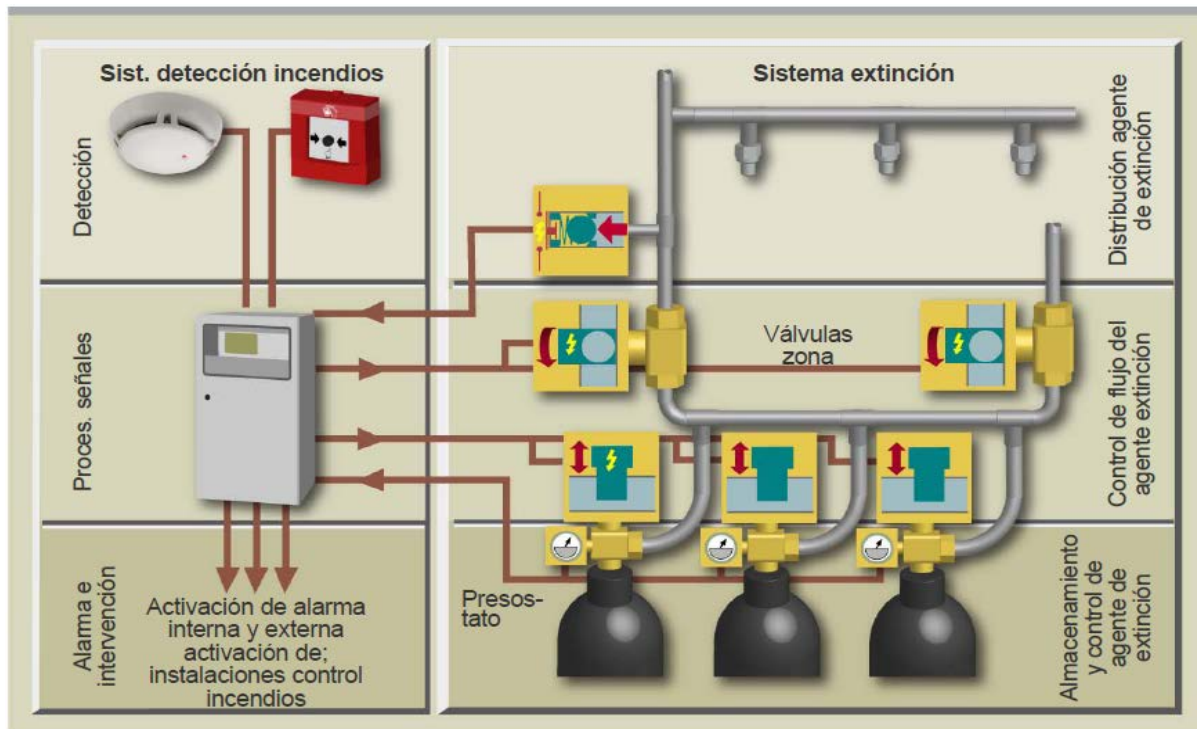 Sist. detección incendios
Sistema extinción
Detección
Distribución agente
de extinción
Proces. señales
Válvulas
zona
Control de flujo del
agente extinción
Alarma e
intervención
Activación de alarma
interna y externa
activación de;
instalaciones control
incendios
Presos-
tato
Almacenamiento
y control de
agente de
extinción